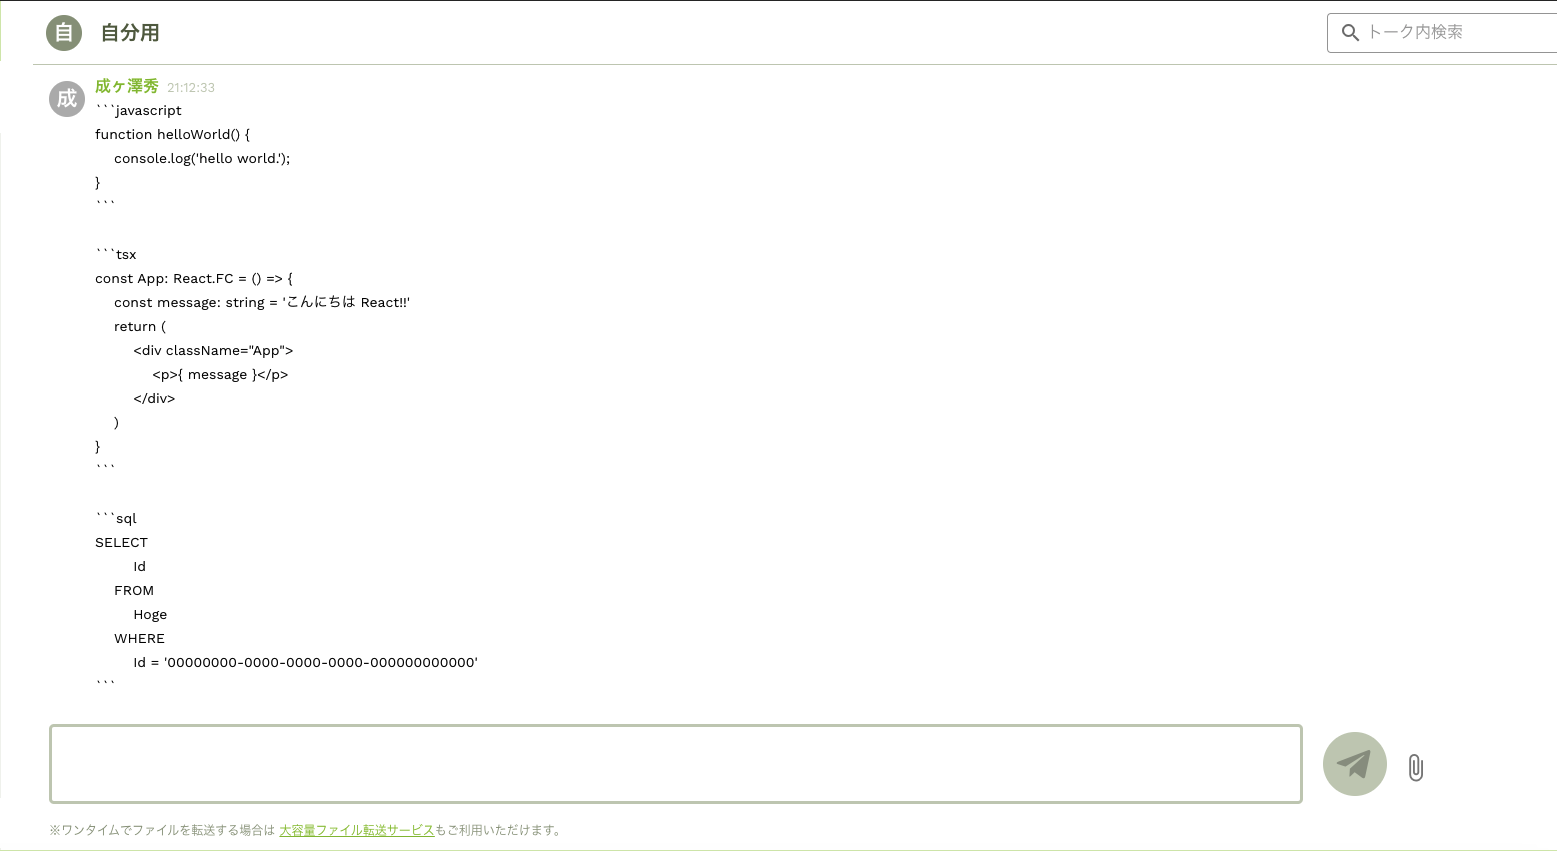 自 自分用
トーク内検索
成 成ヶ澤秀 21:12:33
```javascript
function helloWorld() {
    console.log('hello world.');
}
```

```tsx
const App: React.FC = () => {
    const message: string = 'こんにちは React!!'
    return (
        <div className="App">
            <p>{ message }</p>
        </div>
    )
}
```

```sql
SELECT
        Id
    FROM
        Hoge
    WHERE
        Id = '00000000-0000-0000-0000-000000000000'
```
※ワンタイムでファイルを転送する場合は 大容量ファイル転送サービスもご利用いただけます。